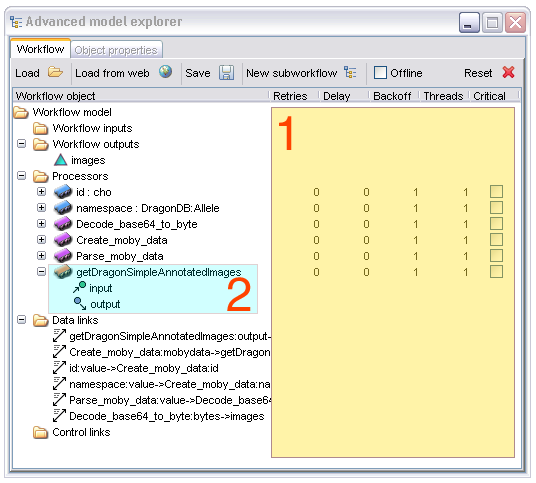 Advanced model explorer
Workflow Object properties
Load Load from web Save New subworkflow Offline Reset
Workflow object Retries Delay Backoff Threads Critical
Workflow model
1
Workflow inputs
Workflow outputs
images
Processors
id : cho 0 0 1 1
namespace : DragonDB:Allele 0 0 1 1
Decode_base64_to_byte 0 0 1 1
Create_moby_data 0 0 1 1
Parse_moby_data 0 0 1 1
getDragonSimpleAnnotatedImages 0 0 1 1
input
2
output
Data links
getDragonSimpleAnnotatedImages:output-
Create_moby_data:mobydata->getDragon
id:value->Create_moby_data:id
namespace:value->Create_moby_data:na
Parse_moby_data:value->Decode_base64
Decode_base64_to_byte:bytes->images
Control links